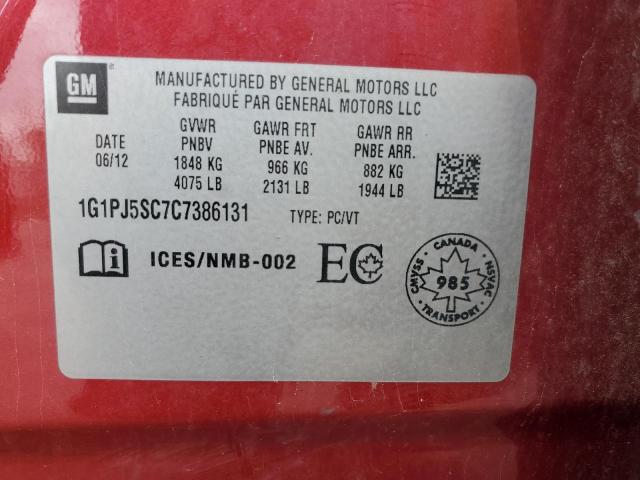 GM
MANUFACTURED BY GENERAL MOTORS LLC
FABRIQUÉ PAR GENERAL MOTORS LLC
DATE
06/12
GVWR
PNBV
1848 KG
4075 LB
GAWR FRT
PNBE AV.
966 KG
2131 LB
GAWR RR
PNBE ARR.
882 KG
1944 LB
1G1PJ5SC7C7386131 TYPE: PC/VT
i ICES/NMB-002 EC
CMVSS • CANADA • NSVAC
985
TRANSPORT